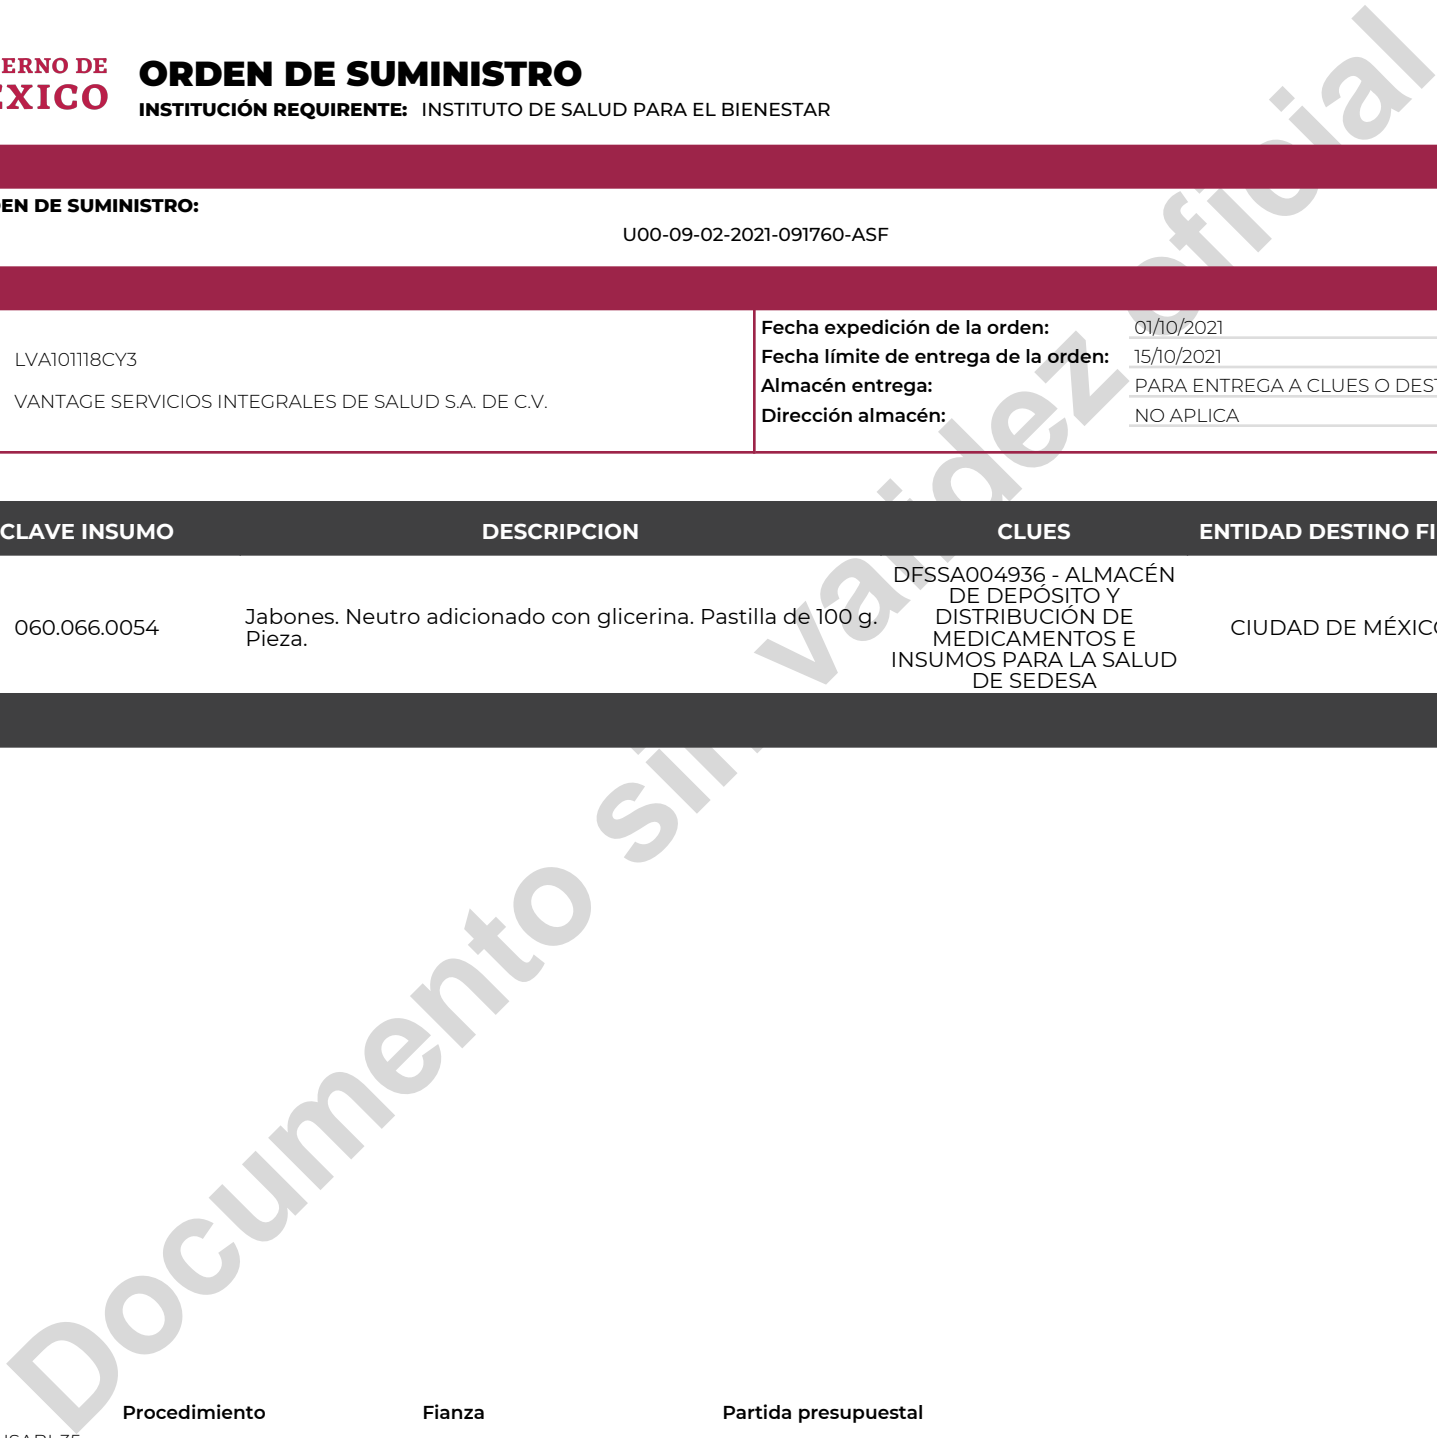 ERNO DE
ÉXICO
ORDEN DE SUMINISTRO
INSTITUCIÓN REQUIRENTE: INSTITUTO DE SALUD PARA EL BIENESTAR
EN DE SUMINISTRO:
U00-09-02-2021-091760-ASF
LVA101118CY3
VANTAGE SERVICIOS INTEGRALES DE SALUD S.A. DE C.V.
Fecha expedición de la orden: 01/10/2021
Fecha límite de entrega de la orden: 15/10/2021
Almacén entrega: PARA ENTREGA A CLUES O DEST
Dirección almacén: NO APLICA
CLAVE INSUMO DESCRIPCION CLUES ENTIDAD DESTINO FI
060.066.0054
Jabones. Neutro adicionado con glicerina. Pastilla de 100 g.
Pieza.
DFSSA004936 - ALMACÉN
DE DEPÓSITO Y
DISTRIBUCIÓN DE
MEDICAMENTOS E
INSUMOS PARA LA SALUD
DE SEDESA
CIUDAD DE MÉXICO
Documento sin validez oficial
Procedimiento Fianza Partida presupuestal